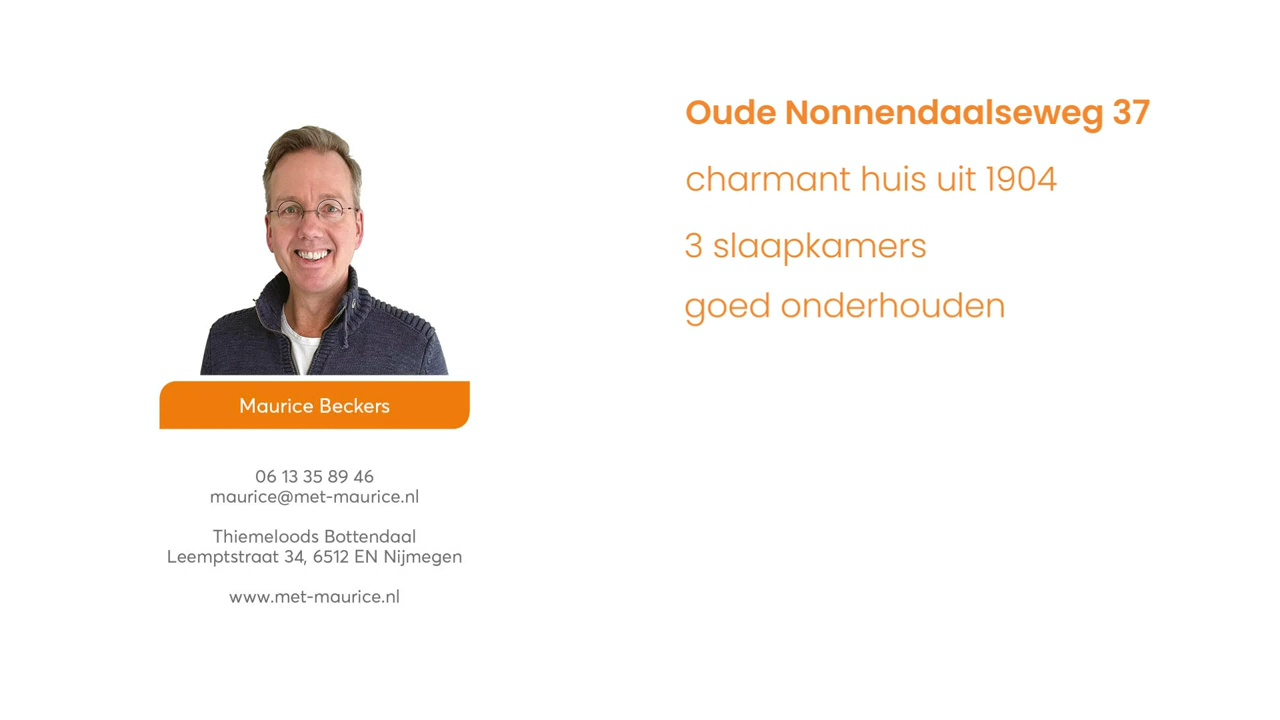 Maurice Beckers
06 13 35 89 46
maurice@met-maurice.nl
Thiemeloods Bottendaal
Leemptstraat 34, 6512 EN Nijmegen
www.met-maurice.nl
Oude Nonnendaalseweg 37
charmant huis uit 1904
3 slaapkamers
goed onderhouden